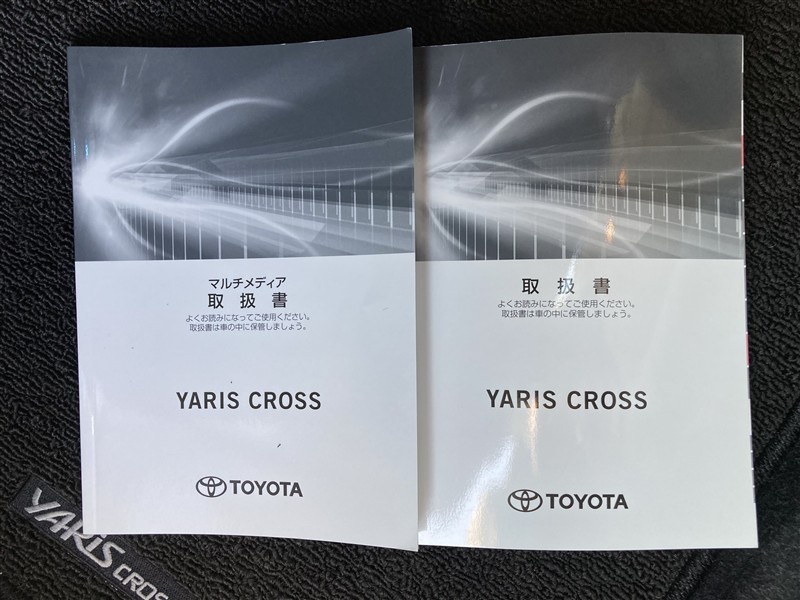 マルチメディア
取扱書
よくお読みになってご使用ください。
取扱書は車の中に保管しましょう。
YARIS CROSS
TOYOTA
取扱書
よくお読みになってご使用ください。
取扱書は車の中に保管しましょう。
YARIS CROSS
TOYOTA
YARIS CROSS